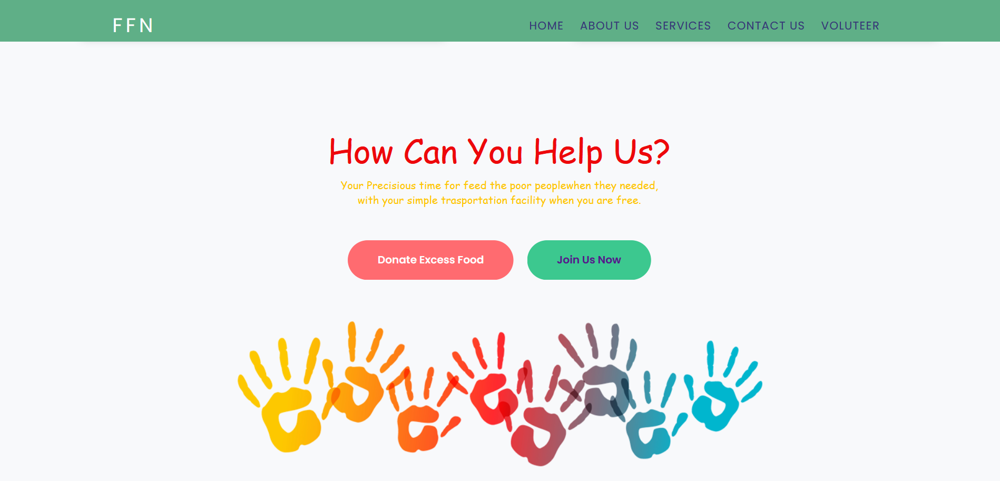 FFN
HOME ABOUT US SERVICES CONTACT US VOLUTEER
How Can You Help Us?
Your Precisious time for feed the poor peoplewhen they needed,
with your simple trasportation facility when you are free.
Donate Excess Food
Join Us Now